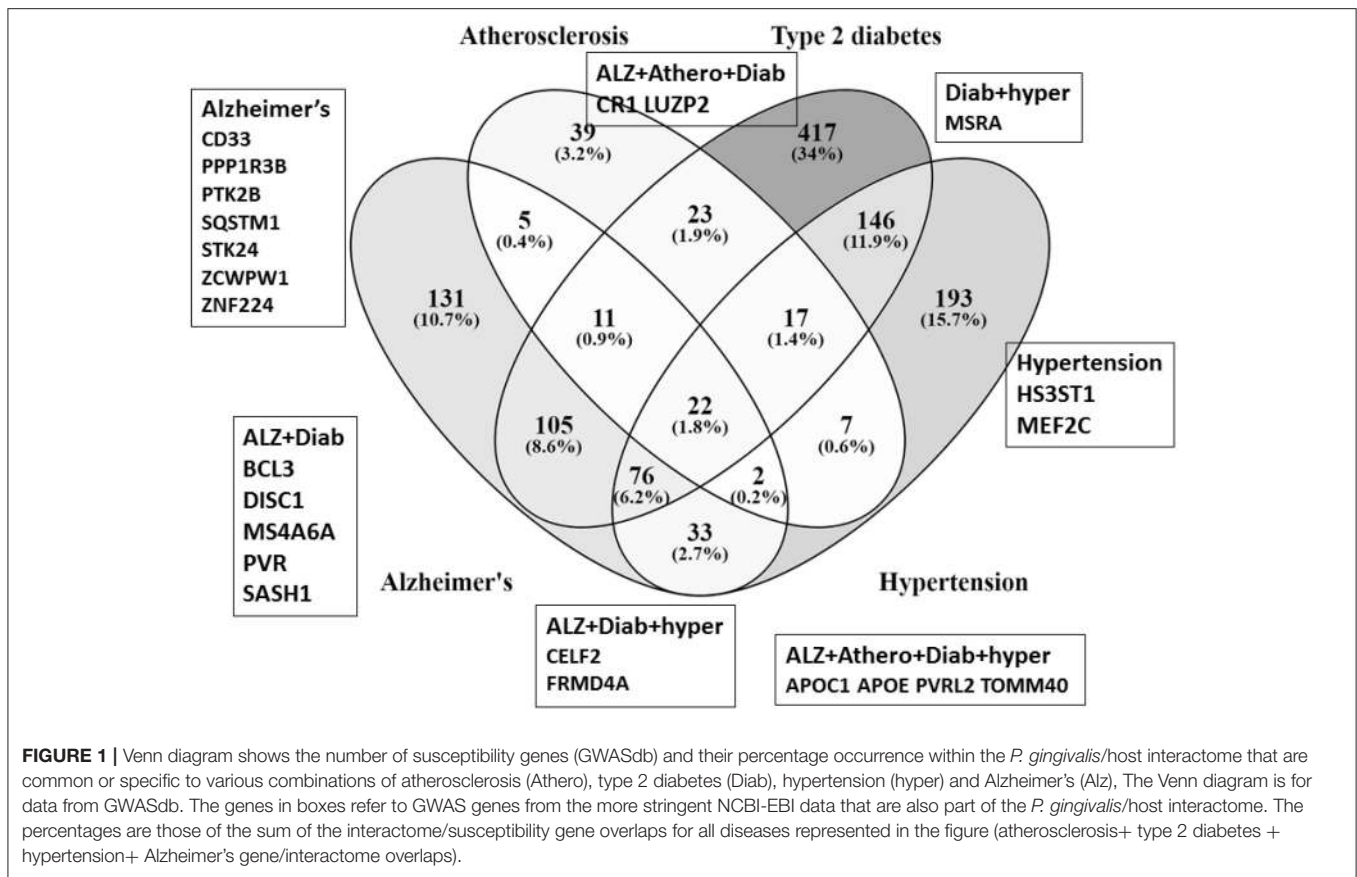 Atherosclerosis
Type 2 diabetes
ALZ+Athero+Diab
CR1 LUZP2
Diab+hyper
MSRA
Alzheimer's
CD33
PPP1R3B
PTK2B
SQSTM1
STK24
ZCWPW1
ZNF224
39
(3.2%)
417
(34%)
5
(0.4%)
23
(1.9%)
146
(11.9%)
131
(10.7%)
11
(0.9%)
17
(1.4%)
193
(15.7%)
Hypertension
HS3ST1
MEF2C
105
(8.6%)
22
(1.8%)
7
(0.6%)
76
(6.2%)
2
(0.2%)
33
(2.7%)
ALZ+Diab
BCL3
DISC1
MS4A6A
PVR
SASH1
Alzheimer's
Hypertension
ALZ+Diab+hyper
CELF2
FRMD4A
ALZ+Athero+Diab+hyper
APOC1 APOE PVRL2 TOMM40
FIGURE 1 | Venn diagram shows the number of susceptibility genes (GWASdb) and their percentage occurrence within the P. gingivalis/host interactome that are
common or specific to various combinations of atherosclerosis (Athero), type 2 diabetes (Diab), hypertension (hyper) and Alzheimer's (Alz), The Venn diagram is for
data from GWASdb. The genes in boxes refer to GWAS genes from the more stringent NCBI-EBI data that are also part of the P. gingivalis/host interactome. The
percentages are those of the sum of the interactome/susceptibility gene overlaps for all diseases represented in the figure (atherosclerosis+ type 2 diabetes +
hypertension+ Alzheimer's gene/interactome overlaps).